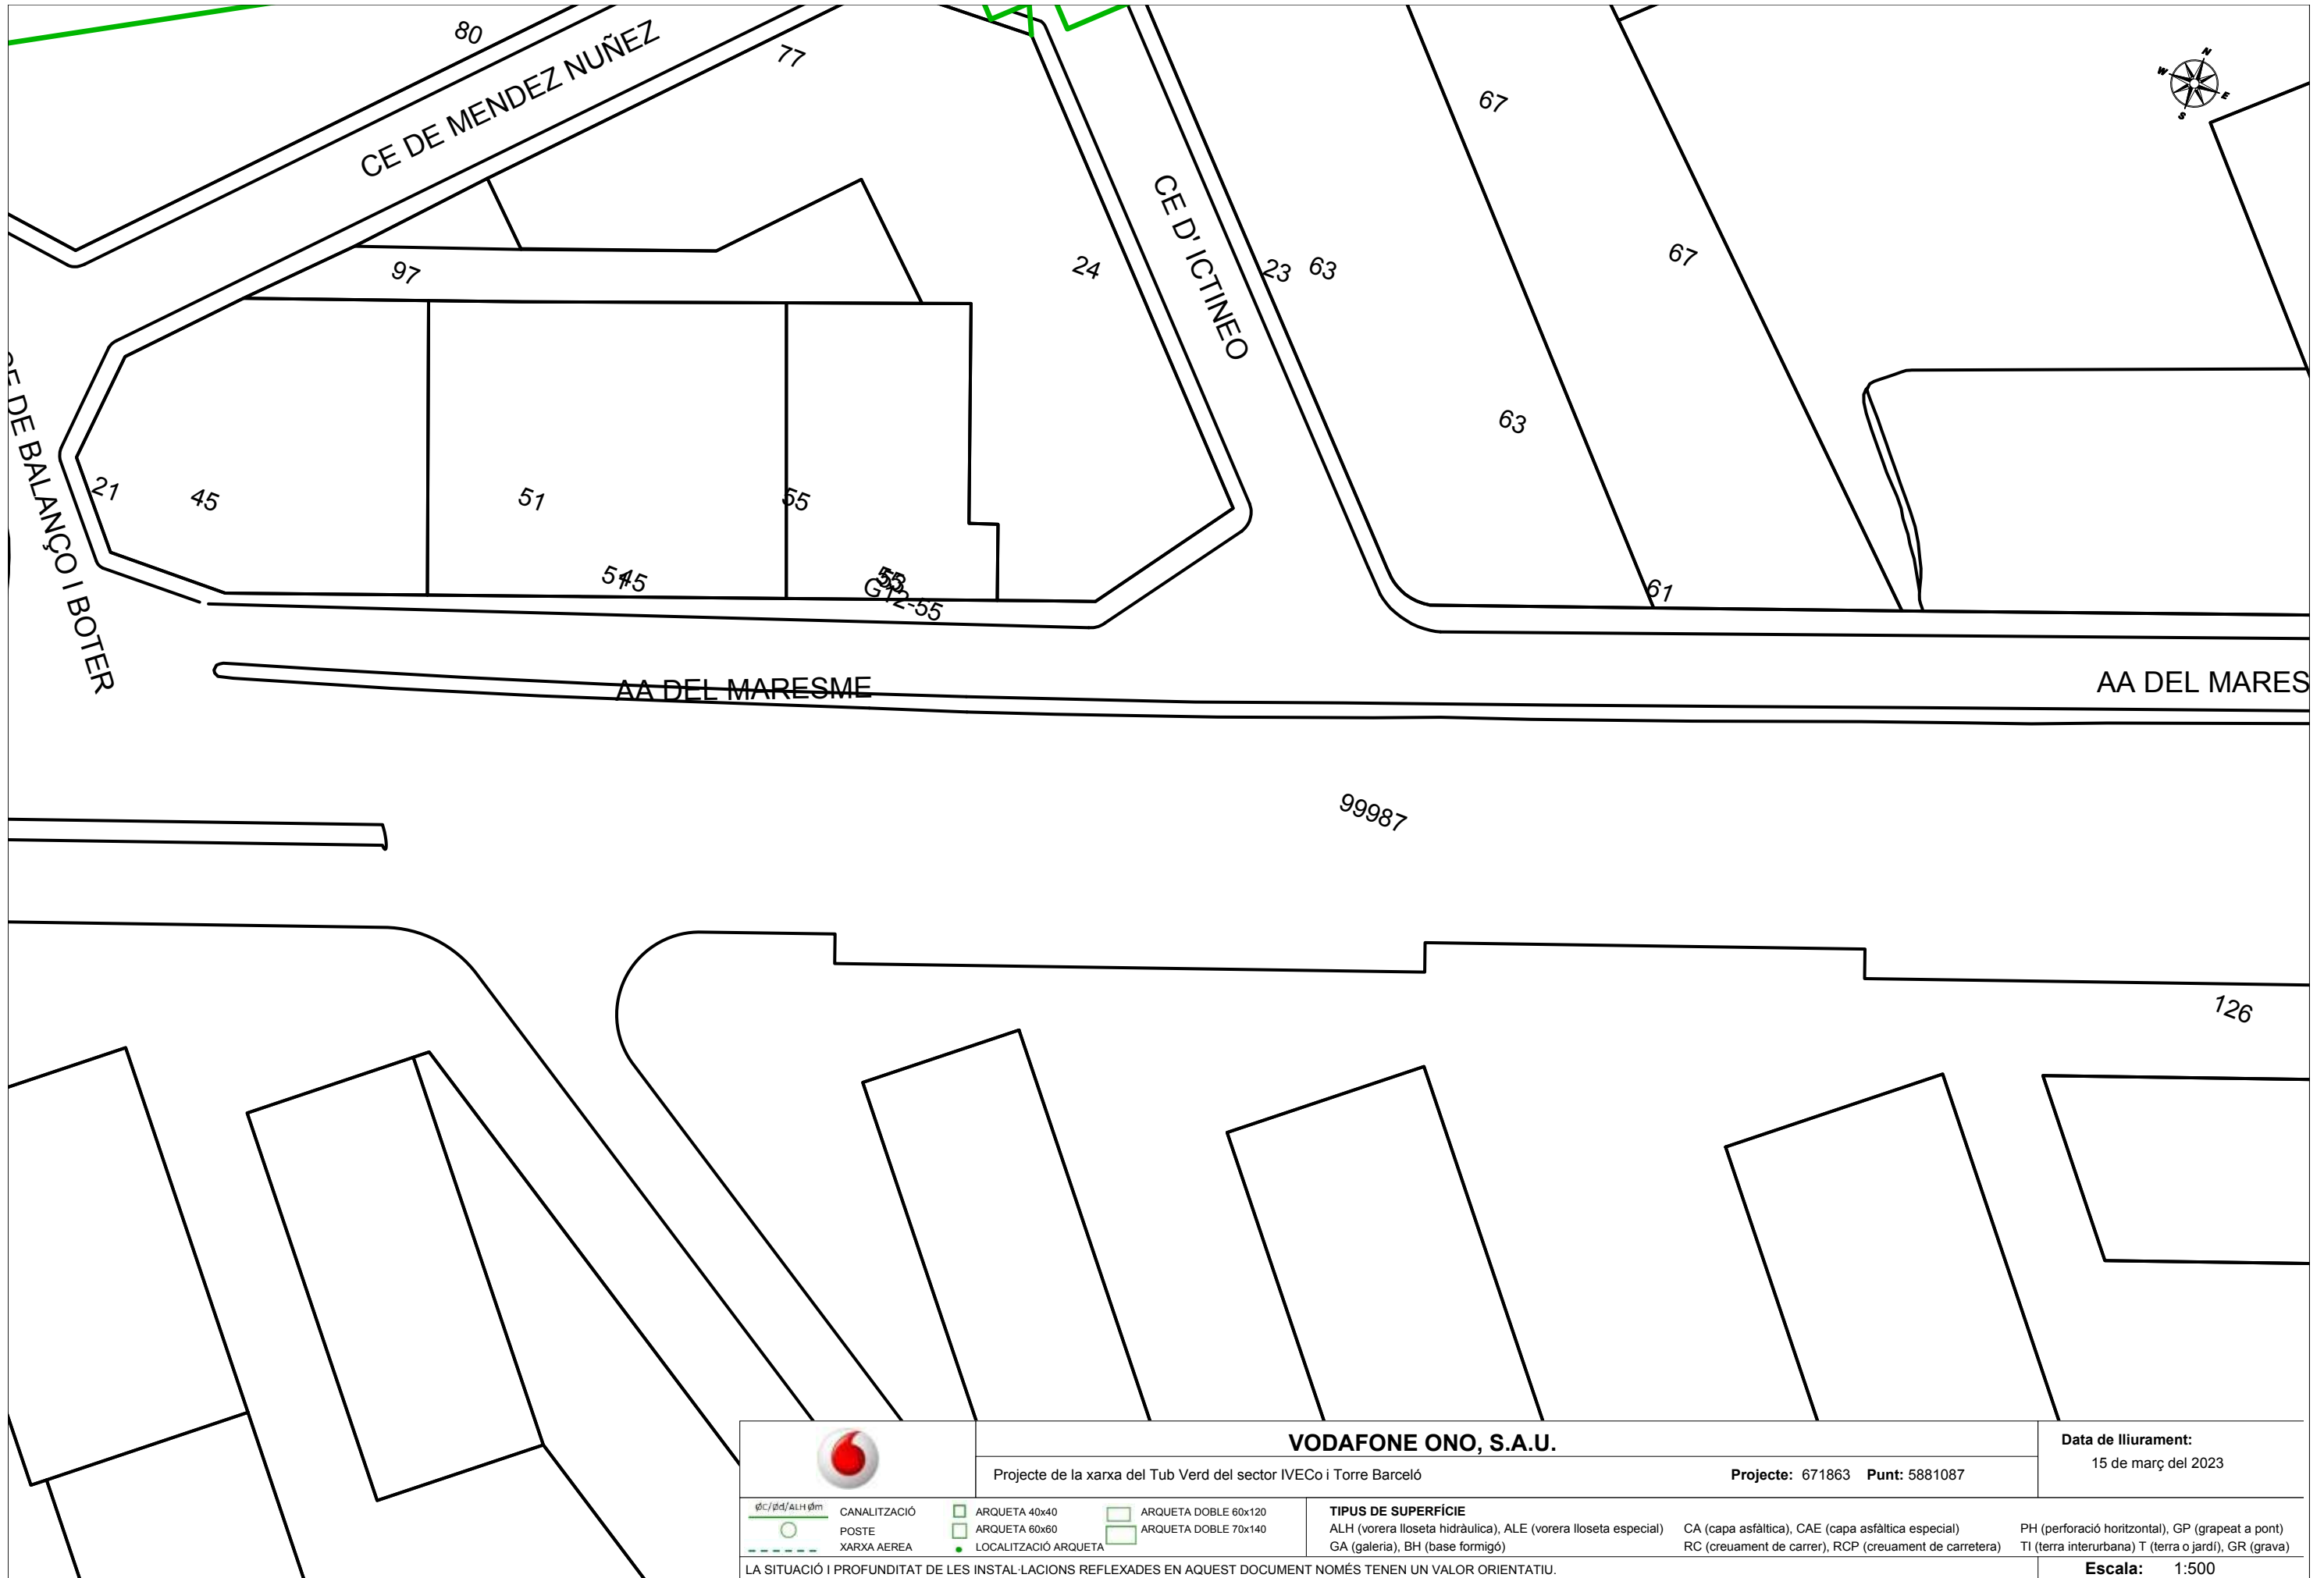 80
CE DE MENDEZ NUÑEZ
77
67
N
W
E
S
CE D' ICTINEO
24
23
63
67
97
63
DE BALANÇO I BOTER
21
45
51
55
61
G12-55
AA DEL MARESME
AA DEL MARES
99987
126
VODAFONE ONO, S.A.U.
Data de lliurament:
15 de març del 2023
Projecte de la xarxa del Tub Verd del sector IVECo i Torre Barceló
Projecte: 671863 Punt: 5881087
ØC/Ød/ALH Øm
CANALITZACIÓ
POSTE
XARXA AEREA
ARQUETA 40x40
ARQUETA 60x60
LOCALITZACIÓ ARQUETA
ARQUETA DOBLE 60x120
ARQUETA DOBLE 70x140
TIPUS DE SUPERFÍCIE
ALH (vorera lloseta hidràulica), ALE (vorera lloseta especial)
GA (galeria), BH (base formigó)
CA (capa asfàltica), CAE (capa asfàltica especial)
RC (creuament de carrer), RCP (creuament de carretera)
PH (perforació horitzontal), GP (grapeat a pont)
TI (terra interurbana) T (terra o jardí), GR (grava)
LA SITUACIÓ I PROFUNDITAT DE LES INSTAL·LACIONS REFLEXADES EN AQUEST DOCUMENT NOMÉS TENEN UN VALOR ORIENTATIU.
Escala: 1:500